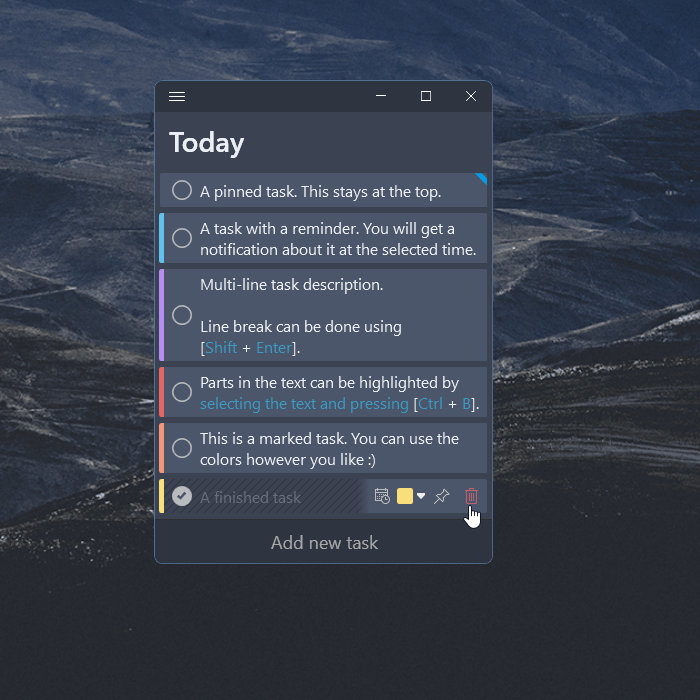 Today
A pinned task. This stays at the top.
A task with a reminder. You will get a
notification about it at the selected time.
Multi-line task description.
Line break can be done using
[Shift + Enter].
Parts in the text can be highlighted by
selecting the text and pressing [Ctrl + B].
This is a marked task. You can use the
colors however you like :)
A finished task
Add new task